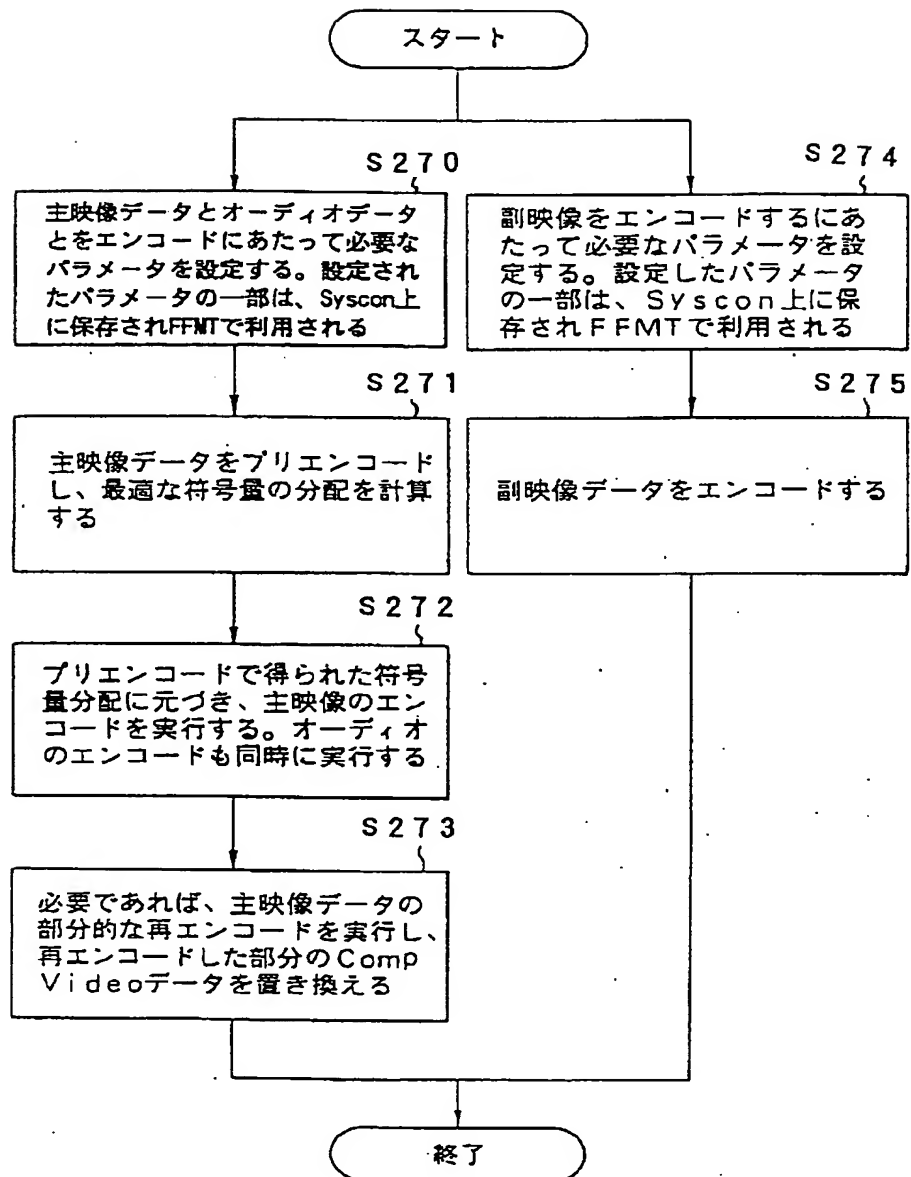 スタート
S270
主映像データとオーディオデータ
とをエンコードにあたって必要な
パラメータを設定する。設定され
たパラメータの一部は、Syscon上
に保存されFFMTで利用される
S271
主映像データをプリエンコード
し、最適な符号量の分配を計算
する
S272
プリエンコードで得られた符号
量分配に元づき、主映像のエン
コードを実行する。オーディオ
のエンコードも同時に実行する
S273
必要であれば、主映像データの
部分的な再エンコードを実行し、
再エンコードした部分のComp
Videoデータを置き換える
S274
副映像をエンコードするにあ
たって必要なパラメータを設
定する。設定したパラメータ
の一部は、Syscon上に保
存されFFMTで利用される
S275
副映像データをエンコードする
終了